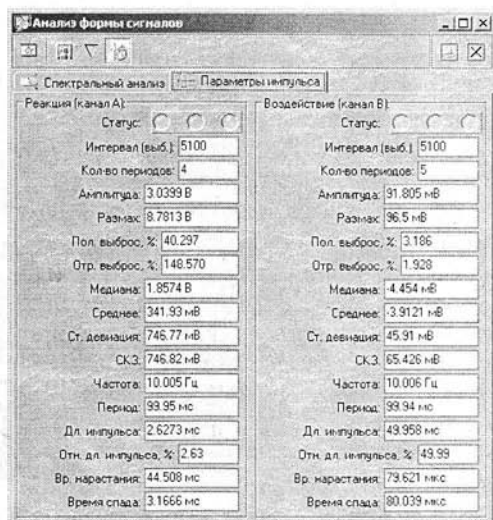 Анализ формы сигналов
Спектральный анализ
Параметры импульса
Реакция (канал А):
Статус:
Интервал (выб.): 5100
Кол-во периодов: 4
Амплитуда: 3.0399 В
Размах: 8.7813 В
Пол. выброс, %: 40.297
Отр. выброс, %: 148.570
Медиана: 1.8574 В
Среднее: 341.93 мВ
Ст. девиация: 746.77 мВ
СКЗ: 746.82 мВ
Частота: 10.005 Гц
Период: 99.95 мс
Дл. импульса: 2.6273 мс
Отн. дл. импульса, %: 2.63
Вр. нарастания: 44.508 мс
Время спада: 3.1666 мс
Воздействие (канал В):
Статус:
Интервал (выб.): 5100
Кол-во периодов: 5
Амплитуда: 91.805 мВ
Размах: 96.5 мВ
Пол. выброс, %: 3.186
Отр. выброс, %: 1.928
Медиана: -4.454 мВ
Среднее: -3.9121 мВ
Ст. девиация: 45.91 мВ
СКЗ: 65.426 мВ
Частота: 10.006 Гц
Период: 99.94 мс
Дл. импульса: 49.958 мс
Отн. дл. импульса, %: 49.99
Вр. нарастания: 79.621 мкс
Время спада: 80.039 мкс